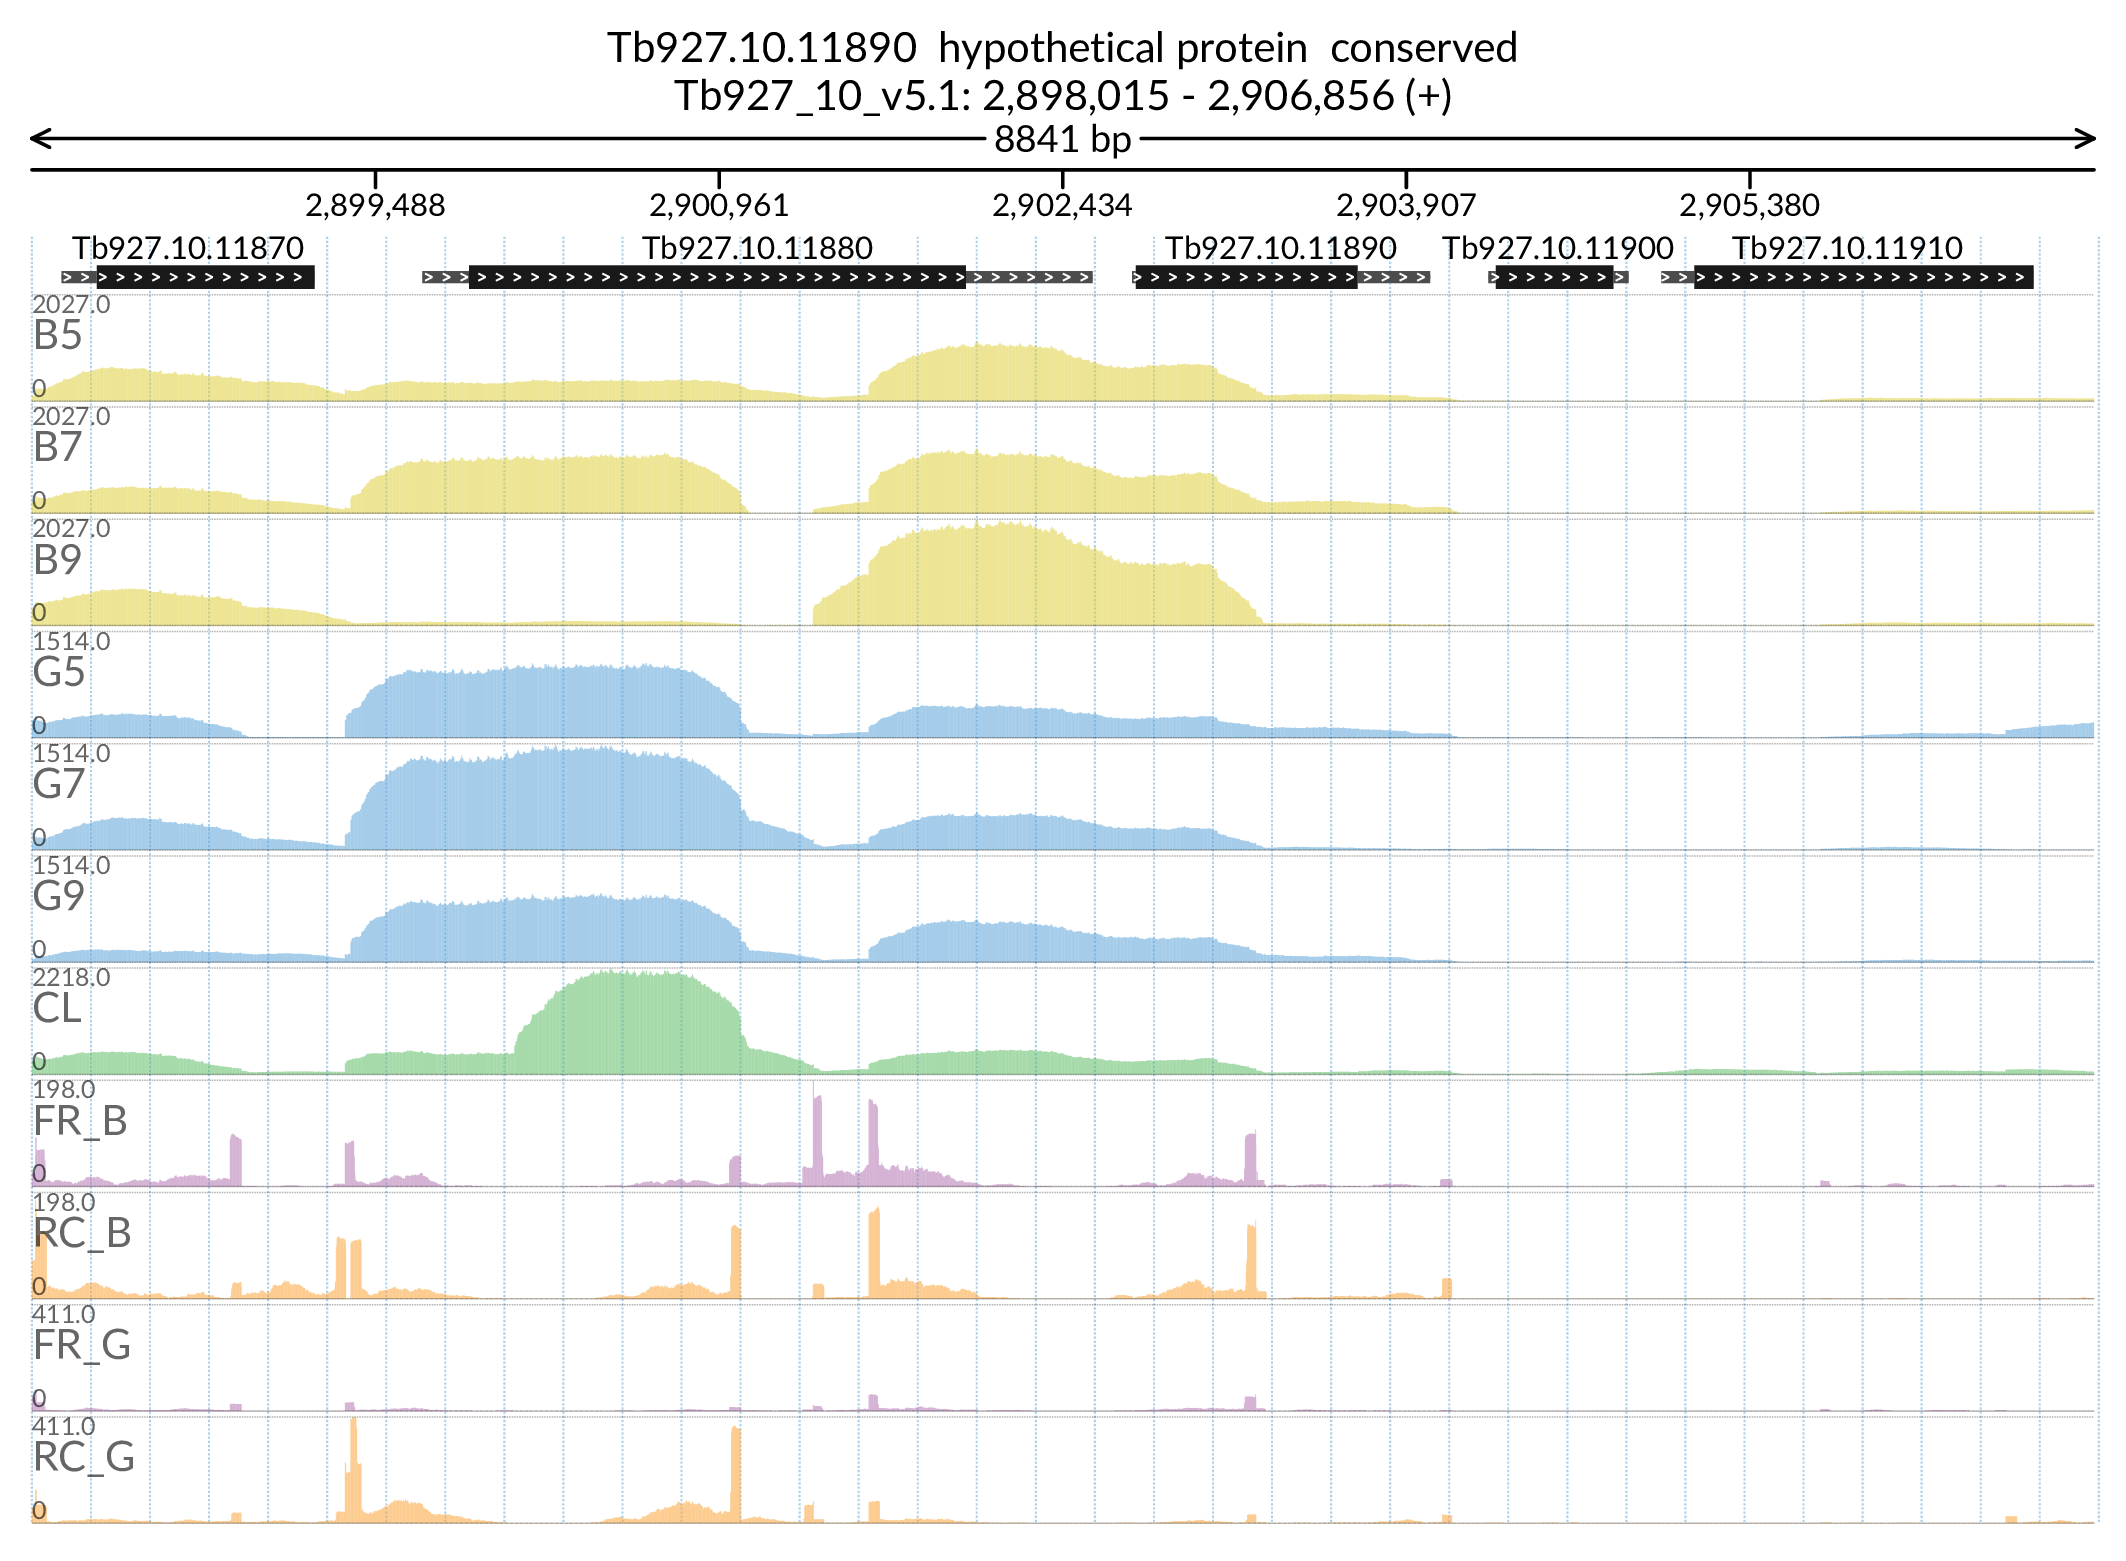 Tb927.10.11890 hypothetical protein conserved
Tb927_10_v5.1: 2,898,015 - 2,906,856 (+)
8841 bp
2,899,488 2,900,961 2,902,434 2,903,907 2,905,380
Tb927.10.11870 Tb927.10.11880 Tb927.10.11890 Tb927.10.11900 Tb927.10.11910
2027.0
B5
0
2027.0
B7
0
2027.0
B9
0
1514.0
G5
0
1514.0
G7
0
1514.0
G9
0
2218.0
CL
0
198.0
FR_B
0
198.0
RC_B
0
411.0
FR_G
0
411.0
RC_G
0